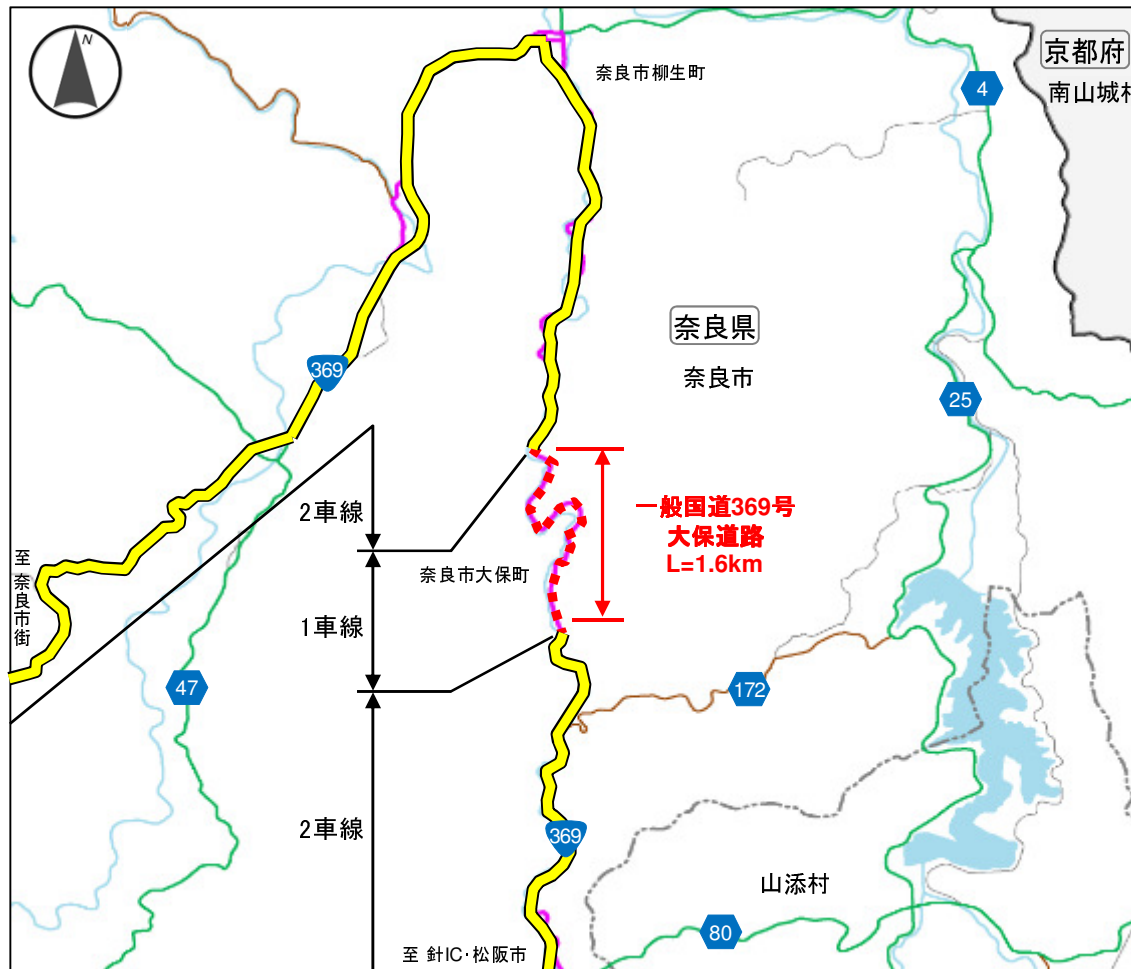 N
奈良市柳生町
京都府
4
南山城村
369
奈良県
奈良市
25
2車線
一般国道369号
大保道路
L=1.6km
至 奈良市街
奈良市大保町
1車線
47
172
2車線
369
山添村
80
至 針IC・松阪市